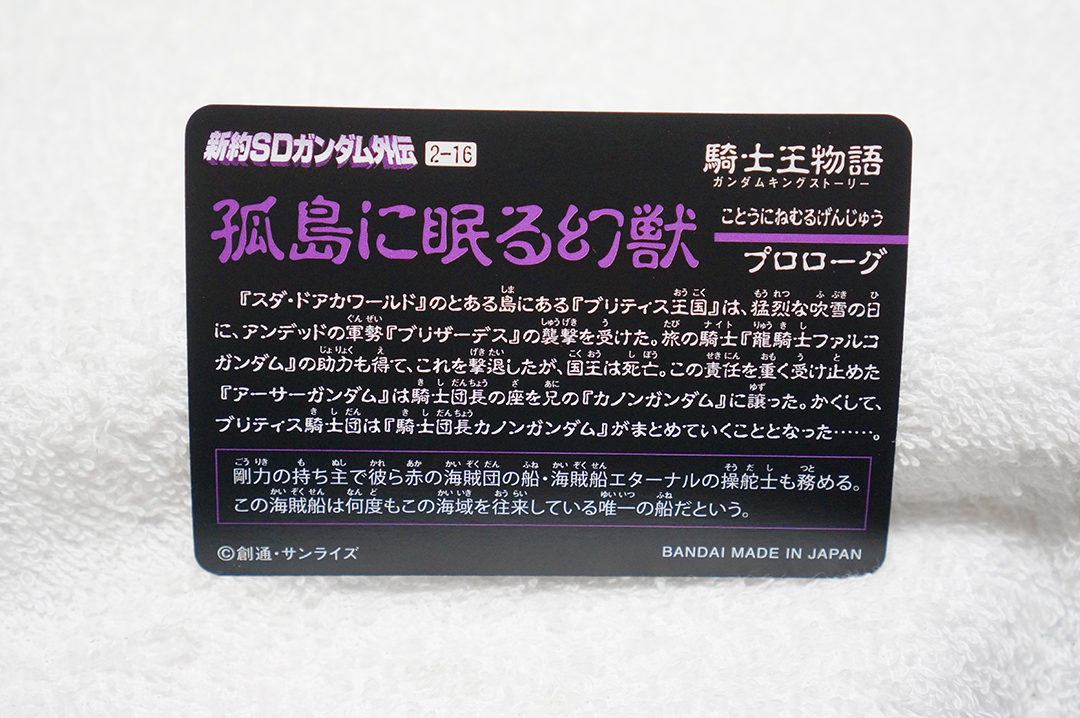 新約SDガンダム外伝 2-16
騎士王物語
ガンダムキングストーリー
孤島に眠る幻獣
ことうにねむるげんじゅう
プロローグ
『スダ・ドアカワールド』のとある島にある『ブリティス王国』は、猛烈な吹雪の日
に、アンデッドの軍勢『ブリザーデス』の襲撃を受けた。旅の騎士『龍騎士ファルコ
ガンダム』の助力も得て、これを撃退したが、国王は死亡。この責任を重く受け止めた
『アーサーガンダム』は騎士団長の座を兄の『カノンガンダム』に譲った。かくして、
ブリティス騎士団は『騎士団長カノンガンダム』がまとめていくこととなった……。
剛力の持ち主で彼ら赤の海賊団の船・海賊船エターナルの操舵士も務める。
この海賊船は何度もこの海域を往来している唯一の船だという。
©創通・サンライズ
BANDAI MADE IN JAPAN